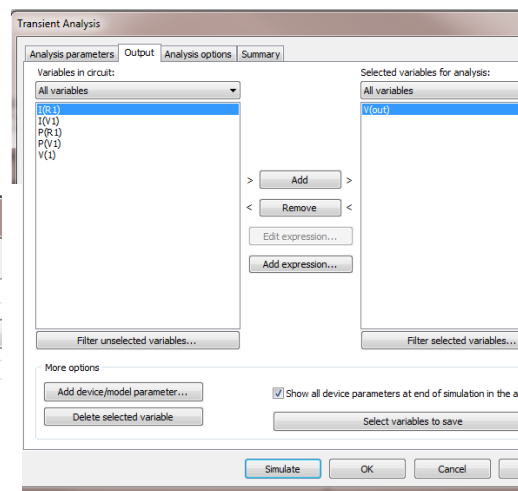 Transient Analysis
Analysis parameters Output Analysis options Summary
Variables in circuit:
All variables
I(R1)
I(V1)
P(R1)
P(V1)
V(1)
Selected variables for analysis:
All variables
V(out)
> Add >
< Remove <
Edit expression...
Add expression...
Filter unselected variables...
Filter selected variables...
More options
Add device/model parameter...
Delete selected variable
Show all device parameters at end of simulation in the a
Select variables to save
Simulate OK Cancel